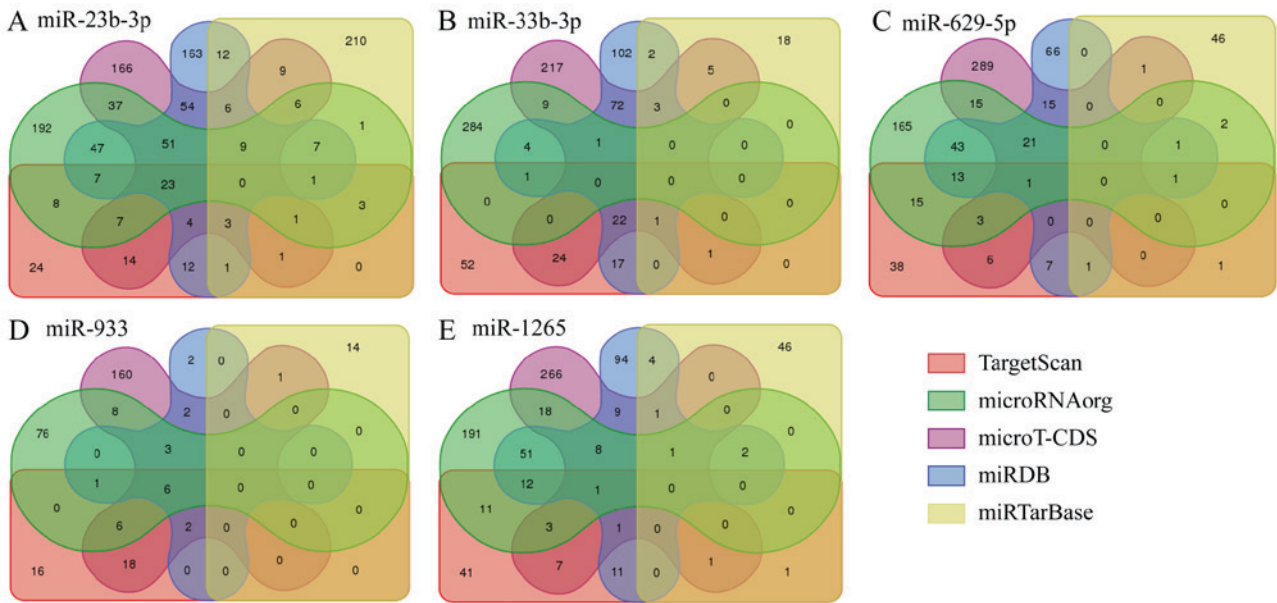 A miR-23b-3p
163 12 210
166 9
37 54 6 6
192 1
47 51 9 7
7 23 0 1
8 3
7 4 3 1
24 14 12 1 1 0
B miR-33b-3p
102 2 18
217 5
9 72 3 0
284 0
4 1 0 0
1 0 0 0
0 0
0 22 1 0
52 24 17 0 1 0
C miR-629-5p
66 0 46
289 1
15 15 0 0
165 2
43 21 0 1
13 1 0 1
15 0
3 0 0 0
38 6 7 1 0 1
D miR-933
2 0 14
160 1
8 2 0 0
76 0
0 3 0 0
1 6 0 0
0 0
6 2 0 0
16 18 0 0 0 0
E miR-1265
94 4 46
266 0
18 9 1 0
191 0
51 8 1 2
12 1 0 0
11 0
3 1 0 0
41 7 11 0 1 1
TargetScan
microRNAorg
microT-CDS
miRDB
miRTarBase